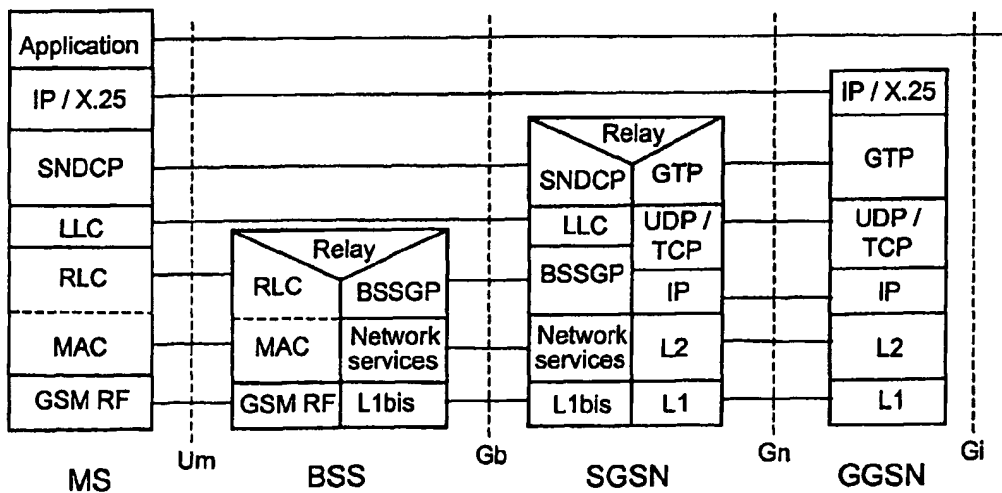 Application
IP / X.25
SNDCP
LLC
RLC
MAC
GSM RF
MS
Um
Relay
RLC
BSSGP
MAC
Network
services
GSM RF
L1bis
BSS
Gb
Relay
SNDCP
GTP
LLC
UDP /
TCP
BSSGP
IP
Network
services
L2
L1bis
L1
SGSN
Gn
IP / X.25
GTP
UDP /
TCP
IP
L2
L1
GGSN
Gi